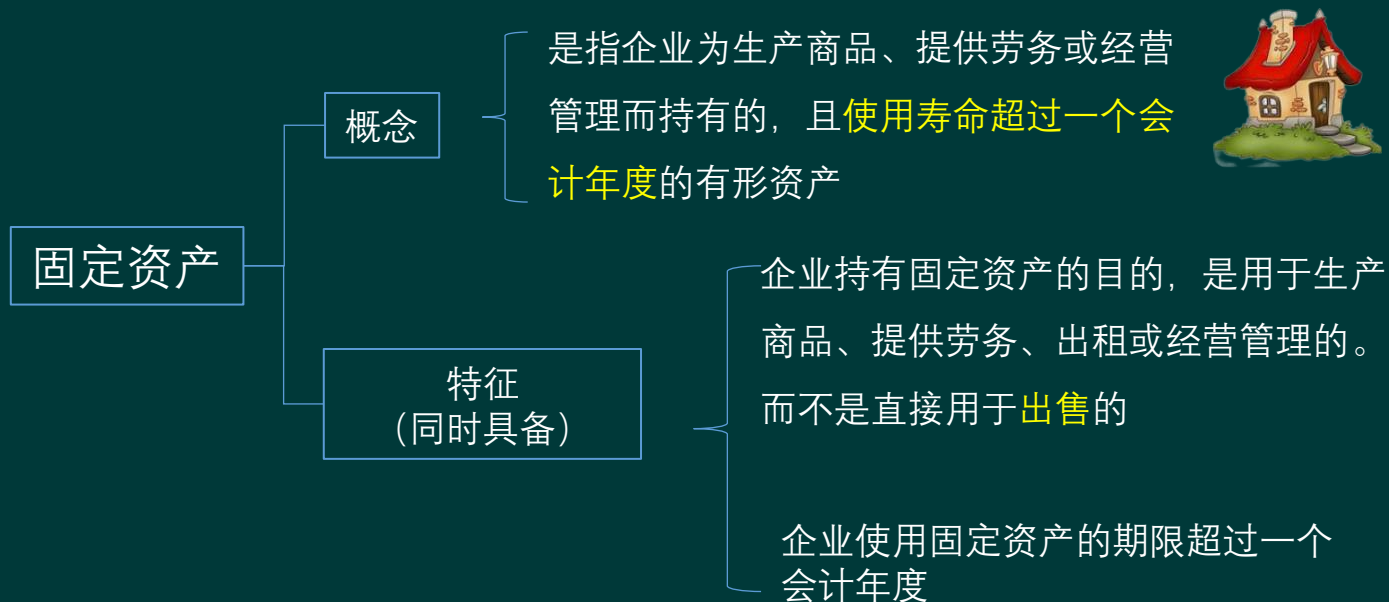 固定资产
概念
是指企业为生产商品、提供劳务或经营
管理而持有的，且使用寿命超过一个会
计年度的有形资产
特征
（同时具备）
企业持有固定资产的目的，是用于生产
商品、提供劳务、出租或经营管理的。
而不是直接用于出售的
企业使用固定资产的期限超过一个
会计年度